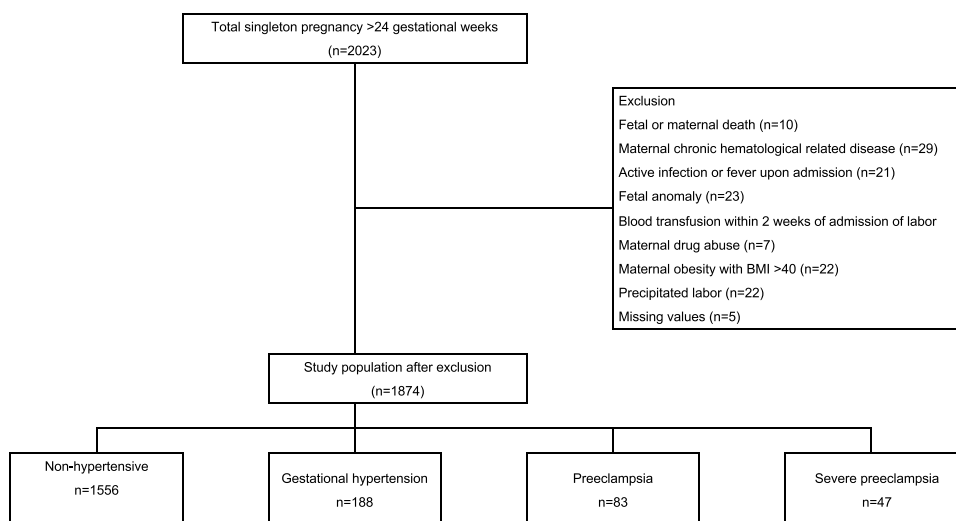 Total singleton pregnancy >24 gestational weeks
(n=2023)
Exclusion
Fetal or maternal death (n=10)
Maternal chronic hematological related disease (n=29)
Active infection or fever upon admission (n=21)
Fetal anomaly (n=23)
Blood transfusion within 2 weeks of admission of labor
Maternal drug abuse (n=7)
Maternal obesity with BMI >40 (n=22)
Precipitated labor (n=22)
Missing values (n=5)
Study population after exclusion
(n=1874)
Non-hypertensive
n=1556
Gestational hypertension
n=188
Preeclampsia
n=83
Severe preeclampsia
n=47